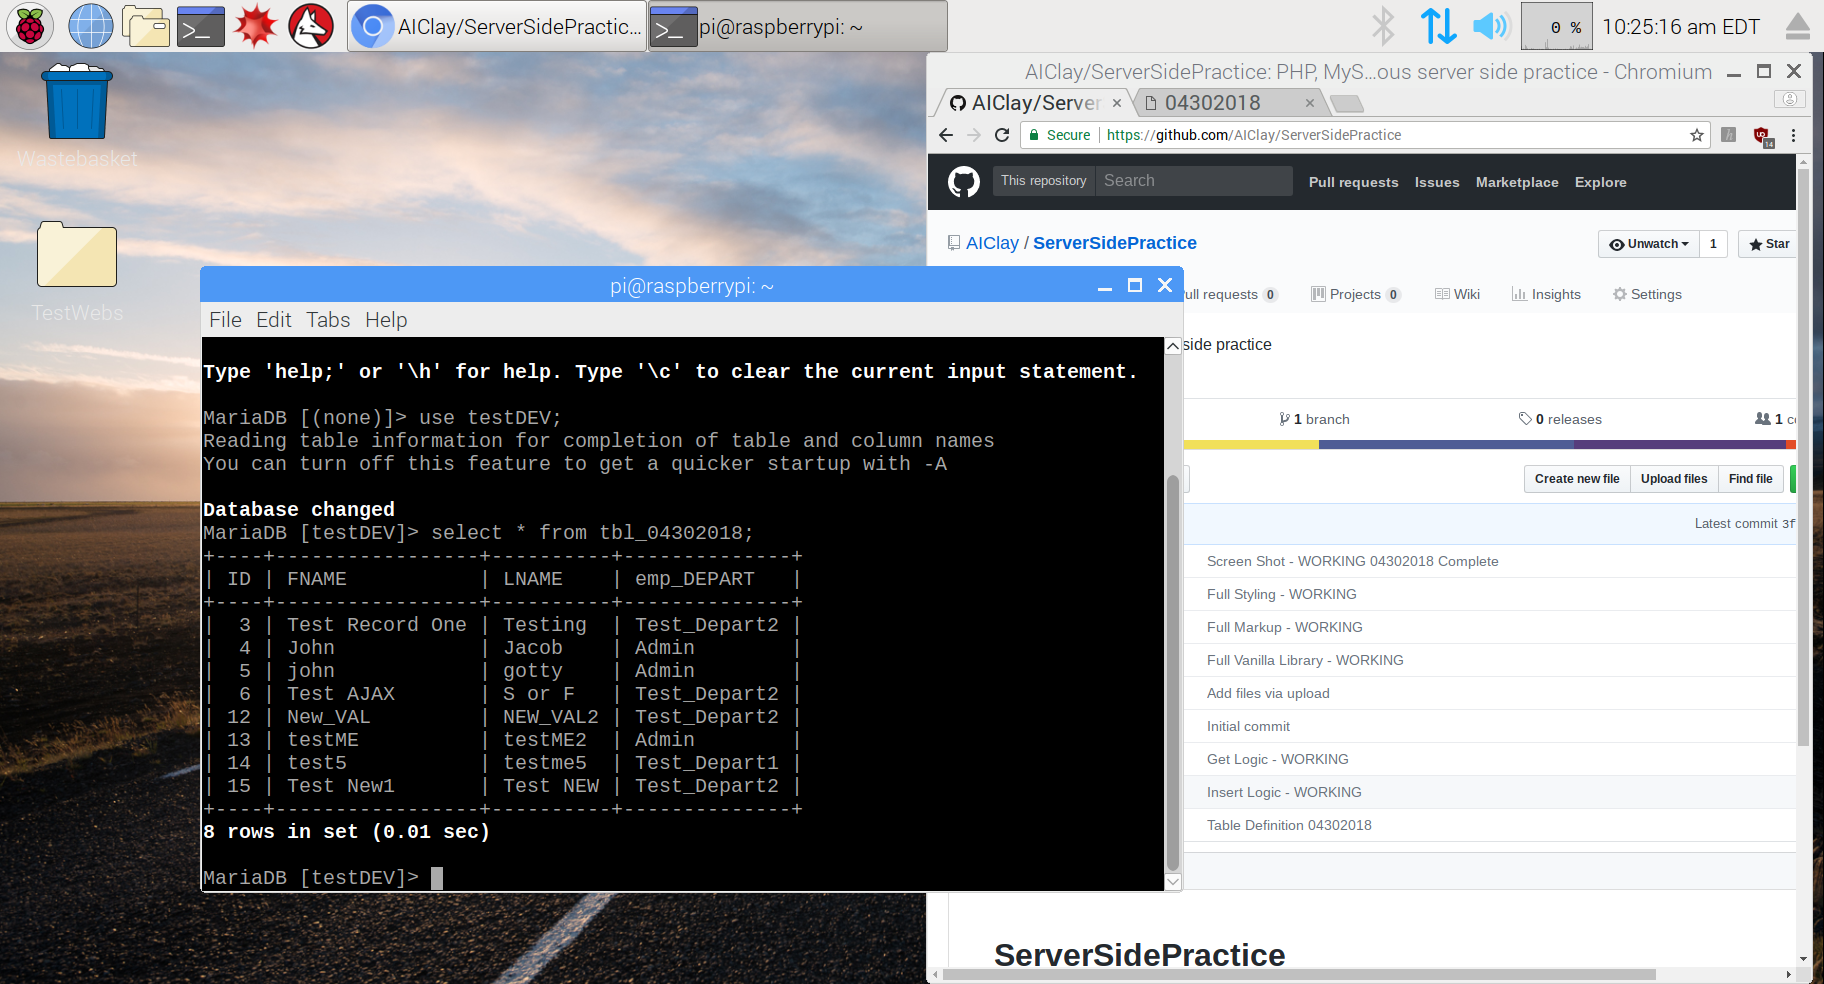 AIClay/ServerSidePractic...
pi@raspberrypi: ~
0 %
10:25:16 am EDT
Wastebasket
TestWebs
AIClay/ServerSidePractice: PHP, MyS...ous server side practice - Chromium
AIClay/Server
04302018
Secure
https://github.com/AIClay/ServerSidePractice
14
This repository
Search
Pull requests
Issues
Marketplace
Explore
AIClay / ServerSidePractice
Unwatch
1
Star
ull requests 0
Projects 0
Wiki
Insights
Settings
side practice
1 branch
0 releases
1 c
Create new file
Upload files
Find file
Latest commit 3f
Screen Shot - WORKING 04302018 Complete
Full Styling - WORKING
Full Markup - WORKING
Full Vanilla Library - WORKING
Add files via upload
Initial commit
Get Logic - WORKING
Insert Logic - WORKING
Table Definition 04302018
ServerSidePractice
pi@raspberrypi: ~
File Edit Tabs Help
Type 'help;' or '\h' for help. Type '\c' to clear the current input statement.
MariaDB [(none)]> use testDEV;
Reading table information for completion of table and column names
You can turn off this feature to get a quicker startup with -A
Database changed
MariaDB [testDEV]> select * from tbl_04302018;
+----+-----------------+----------+--------------+
| ID | FNAME           | LNAME    | emp_DEPART   |
+----+-----------------+----------+--------------+
|  3 | Test Record One | Testing  | Test_Depart2 |
|  4 | John            | Jacob    | Admin        |
|  5 | john            | gotty    | Admin        |
|  6 | Test AJAX       | S or F   | Test_Depart2 |
| 12 | New_VAL         | NEW_VAL2 | Test_Depart2 |
| 13 | testME          | testME2  | Admin        |
| 14 | test5           | testme5  | Test_Depart1 |
| 15 | Test New1       | Test NEW | Test_Depart2 |
+----+-----------------+----------+--------------+
8 rows in set (0.01 sec)
MariaDB [testDEV]>